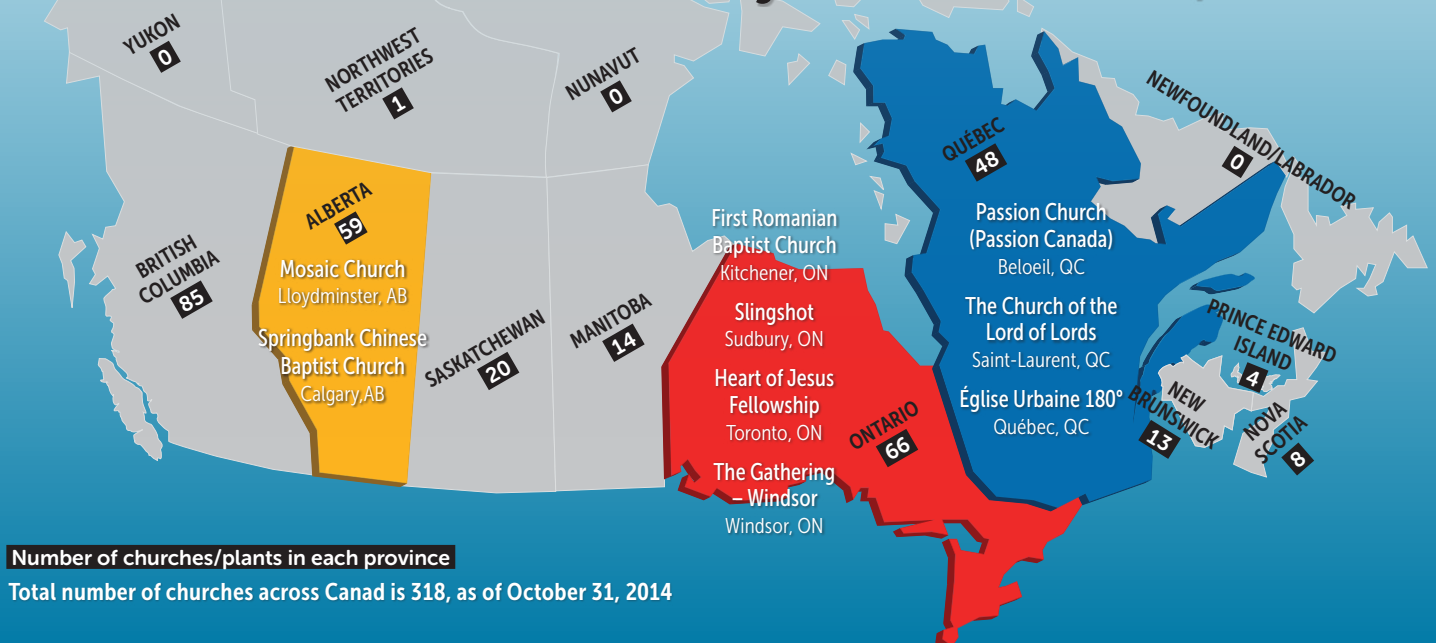 YUKON
0
NORTHWEST
TERRITORIES
1
NUNAVUT
0
BRITISH
COLUMBIA
85
ALBERTA
59
Mosaic Church
Lloydminster, AB
Springbank Chinese
Baptist Church
Calgary,AB
SASKATCHEWAN
20
MANITOBA
14
First Romanian
Baptist Church
Kitchener, ON
Slingshot
Sudbury, ON
Heart of Jesus
Fellowship
Toronto, ON
The Gathering
– Windsor
Windsor, ON
ONTARIO
66
QUÉBEC
48
Passion Church
(Passion Canada)
Beloeil, QC
The Church of the
Lord of Lords
Saint-Laurent, QC
Église Urbaine 180°
Québec, QC
NEWFOUNDLAND/LABRADOR
0
PRINCE EDWARD
ISLAND
4
NEW
BRUNSWICK
13
NOVA
SCOTIA
8
Number of churches/plants in each province
Total number of churches across Canad is 318, as of October 31, 2014